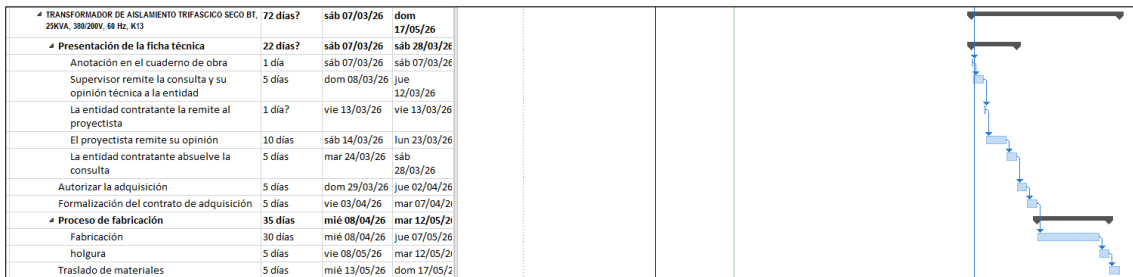 TRANSFORMADOR DE AISLAMIENTO TRIFASCICO SECO BT, 72 días? sáb 07/03/26 dom
25KVA, 380/200V, 60 Hz, K13 17/05/26
Presentación de la ficha técnica 22 días? sáb 07/03/26 sáb 28/03/26
Anotación en el cuaderno de obra 1 día sáb 07/03/26 sáb 07/03/26
Supervisor remite la consulta y su 5 días dom 08/03/26 jue
opinión técnica a la entidad 12/03/26
La entidad contratante la remite al 1 día? vie 13/03/26 vie 13/03/26
proyectista
El proyectista remite su opinión 10 días sáb 14/03/26 lun 23/03/26
La entidad contratante absuelve la 5 días mar 24/03/26 sáb
consulta 28/03/26
Autorizar la adquisición 5 días dom 29/03/26 jue 02/04/26
Formalización del contrato de adquisición 5 días vie 03/04/26 mar 07/04/26
Proceso de fabricación 35 días mié 08/04/26 mar 12/05/2
Fabricación 30 días mié 08/04/26 jue 07/05/26
holgura 5 días vie 08/05/26 mar 12/05/2
Traslado de materiales 5 días mié 13/05/26 dom 17/05/2